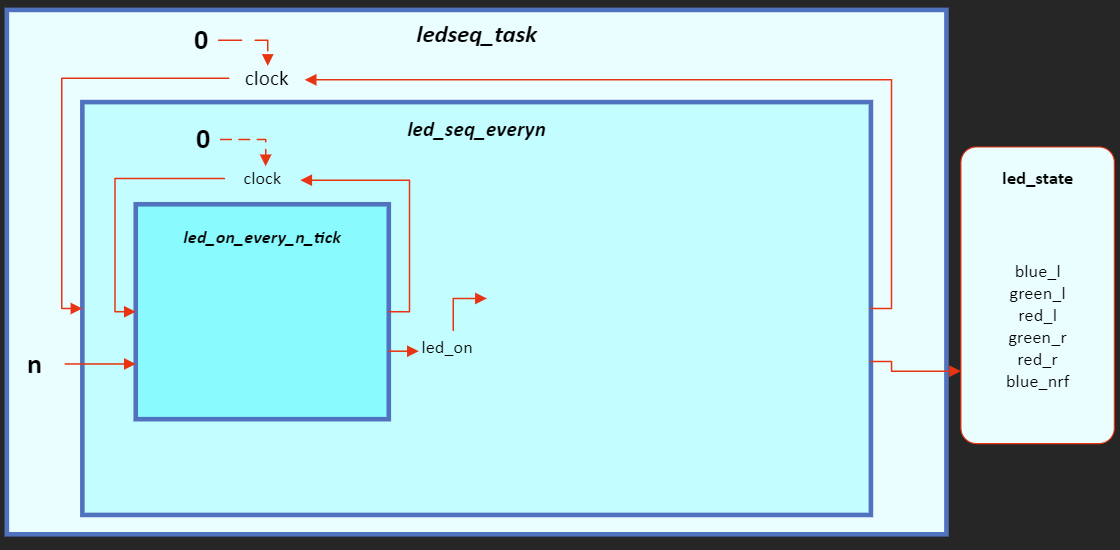 ledseq_task
0
clock
led_seq_everyn
0
clock
led_on_every_n_tick
led_on
n
led_state
blue_l
green_l
red_l
green_r
red_r
blue_nrf